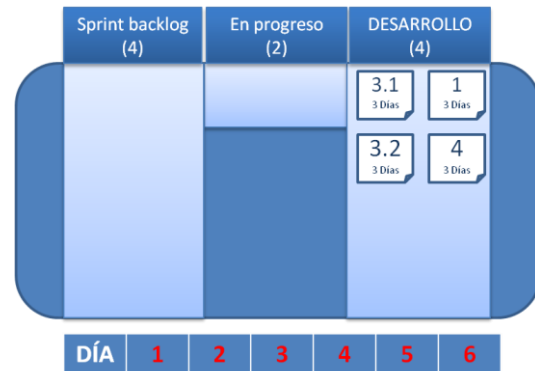 Sprint backlog
(4)
En progreso
(2)
DESARROLLO
(4)
3.1
3 Días
1
3 Días
3.2
3 Días
4
3 Días
DÍA 1 2 3 4 5 6